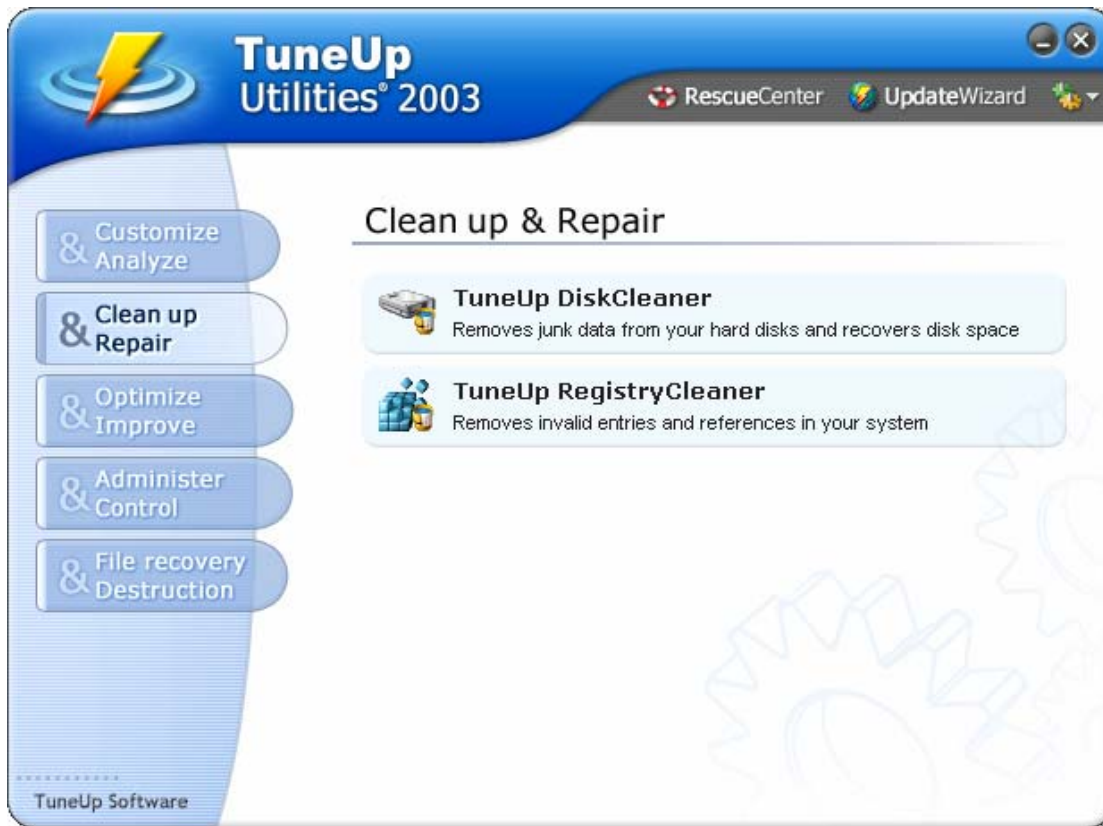 TuneUp
Utilities® 2003
RescueCenter
UpdateWizard
Customize
& Analyze
Clean up
& Repair
Optimize
& Improve
Administer
& Control
File recovery
& Destruction
TuneUp Software
Clean up & Repair
TuneUp DiskCleaner
Removes junk data from your hard disks and recovers disk space
TuneUp RegistryCleaner
Removes invalid entries and references in your system